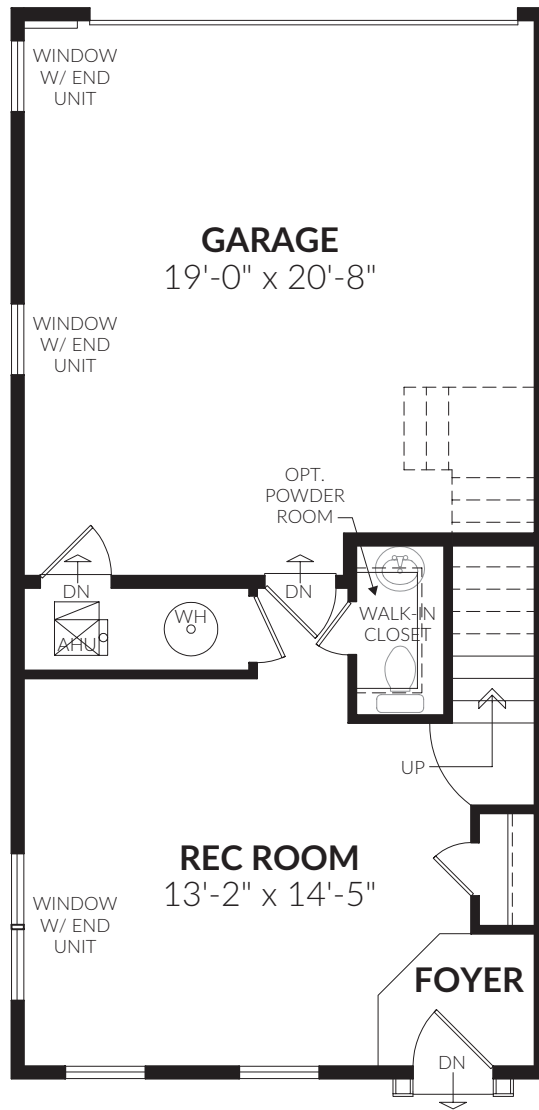 WINDOW
W/ END
UNIT
GARAGE
19'-0" x 20'-8"
WINDOW
W/ END
UNIT
OPT.
POWDER
ROOM
DN
DN
WH
AHU
WALK-IN
CLOSET
UP
REC ROOM
13'-2" x 14'-5"
WINDOW
W/ END
UNIT
FOYER
DN